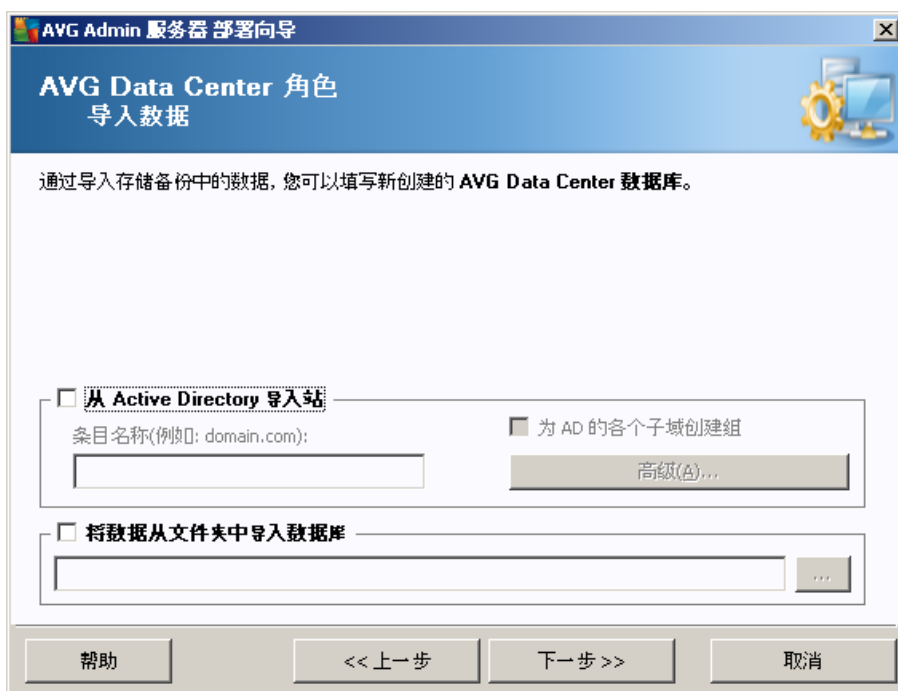 AVG Admin 服务器 部署向导
AVG Data Center 角色
导入数据
通过导入存储备份中的数据, 您可以填写新创建的 AVG Data Center 数据库。
从 Active Directory 导入站
条目名称(例如: domain.com):
为 AD 的各个子域创建组
高级(A)...
将数据从文件夹中导入数据库
...
帮助
<< 上一步
下一步 >>
取消